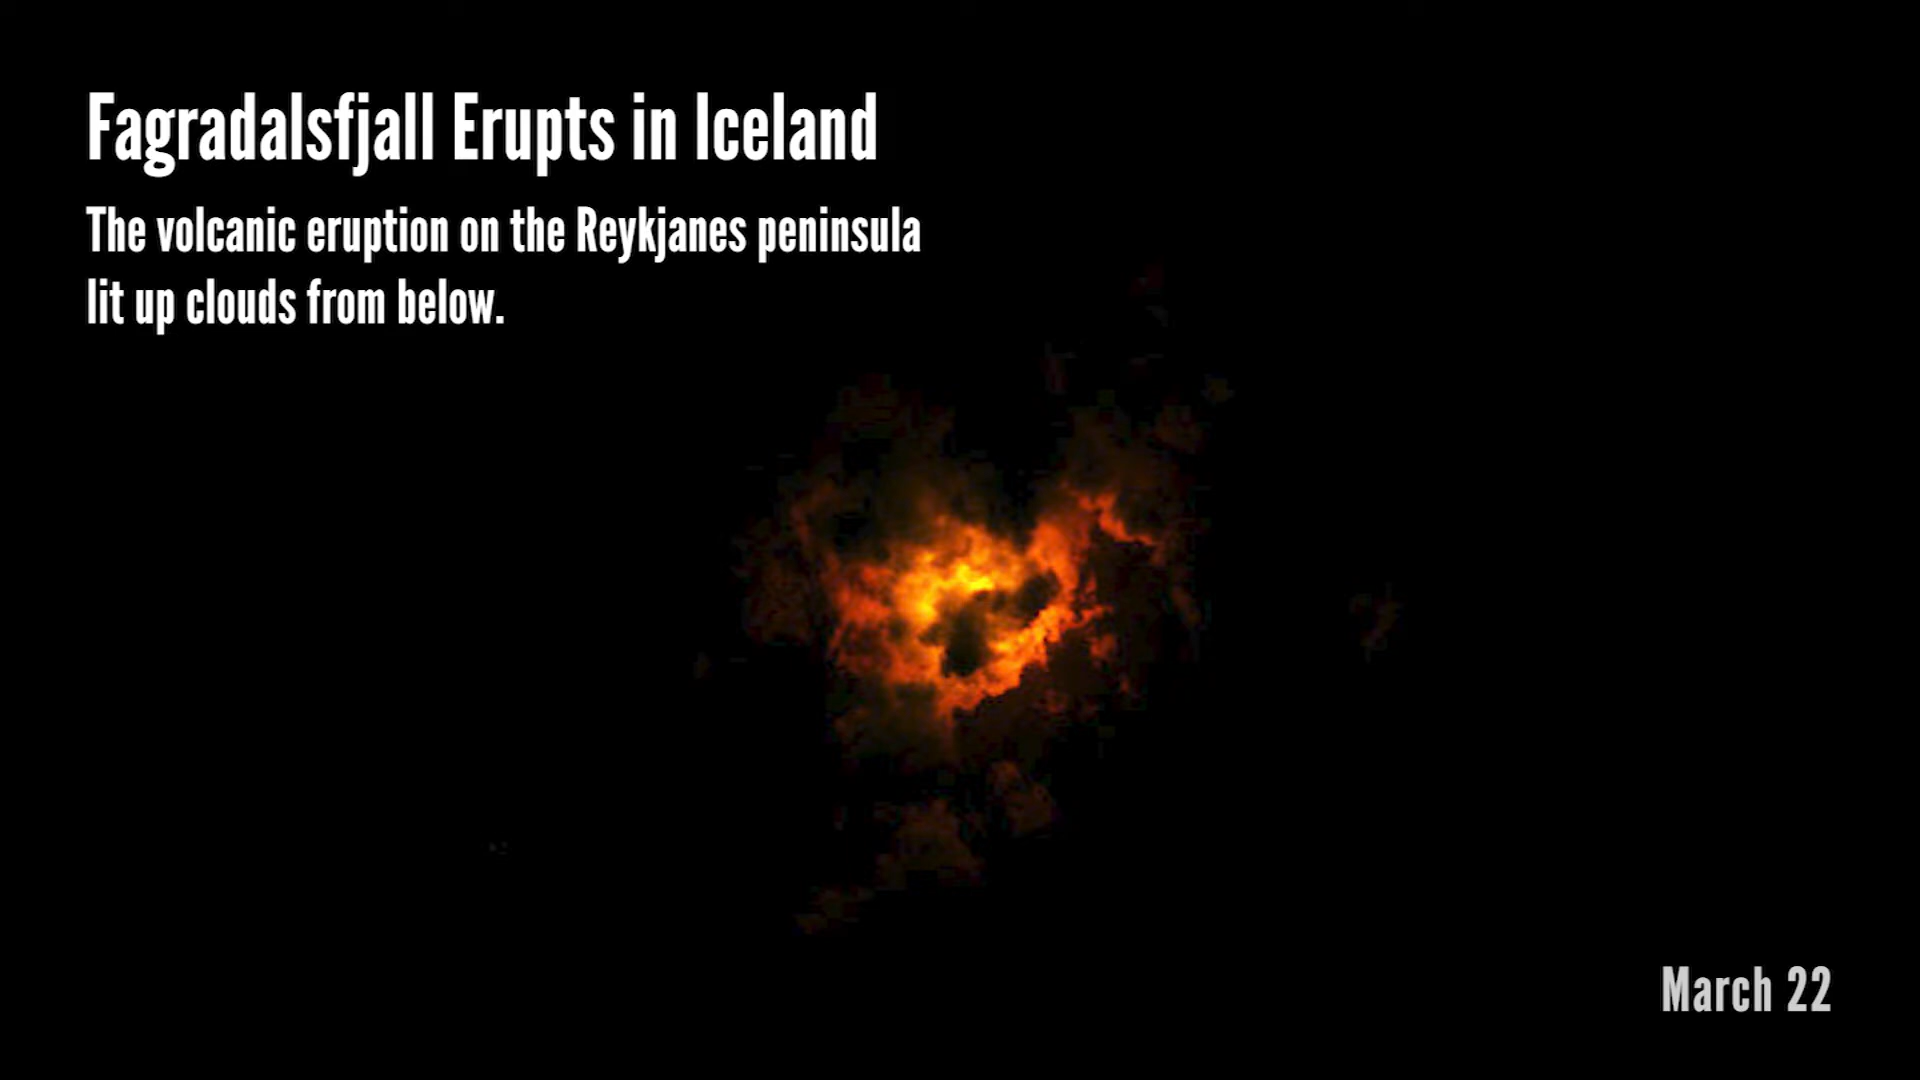 Fagradalsfjall Erupts in Iceland
The volcanic eruption on the Reykjanes peninsula
lit up clouds from below.
March 22